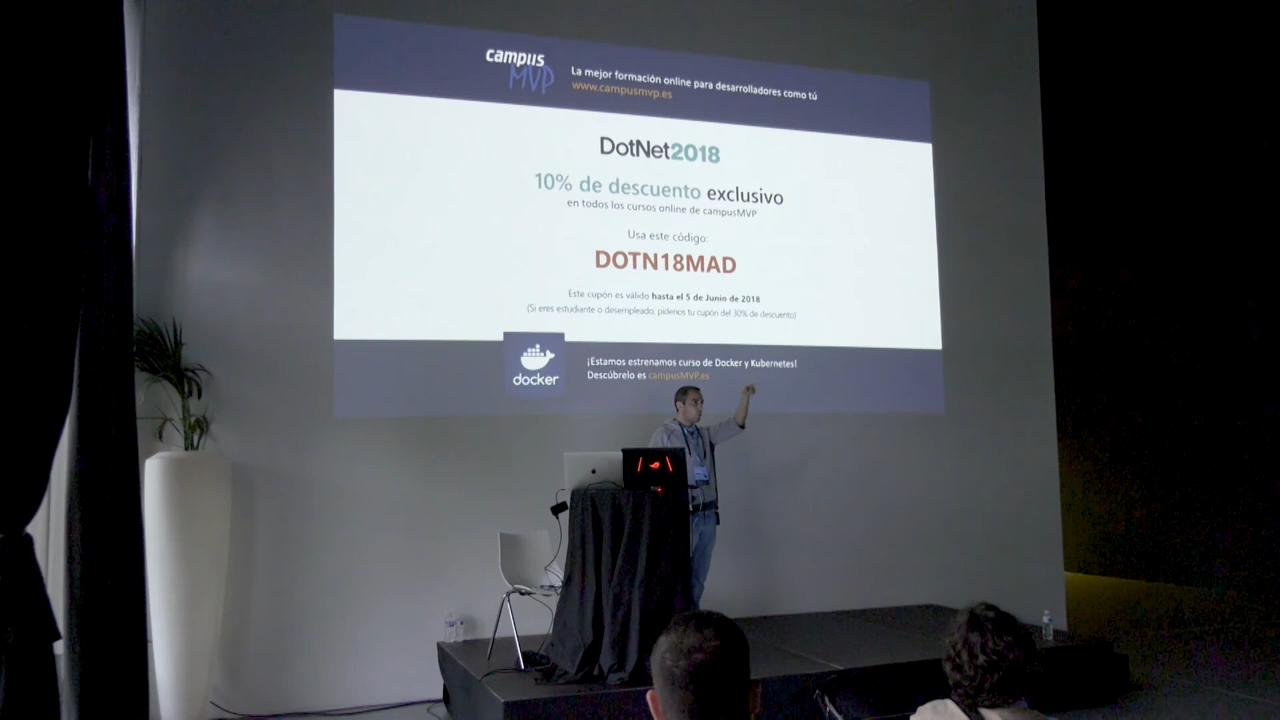 campus
MVP
La mejor formación online para desarrolladores como tú
www.campusmvp.es
DotNet2018
10% de descuento exclusivo
en todos los cursos online de campusMVP
Usa este código:
DOTN18MAD
Este cupón es válido hasta el 5 de Junio de 2018
(Si eres estudiante o desempleado, pídenos tu cupón del 30% de descuento)
docker
¡Estamos estrenamos curso de Docker y Kubernetes!
Descúbrelo es campusMVP.es